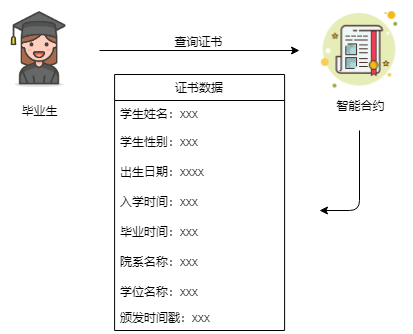 查询证书
毕业生
智能合约
证书数据
学生姓名：xxx
学生性别：xxx
出生日期：xxxx
入学时间：xxx
毕业时间：xxx
院系名称：xxx
学位名称：xxx
颁发时间戳：xxx